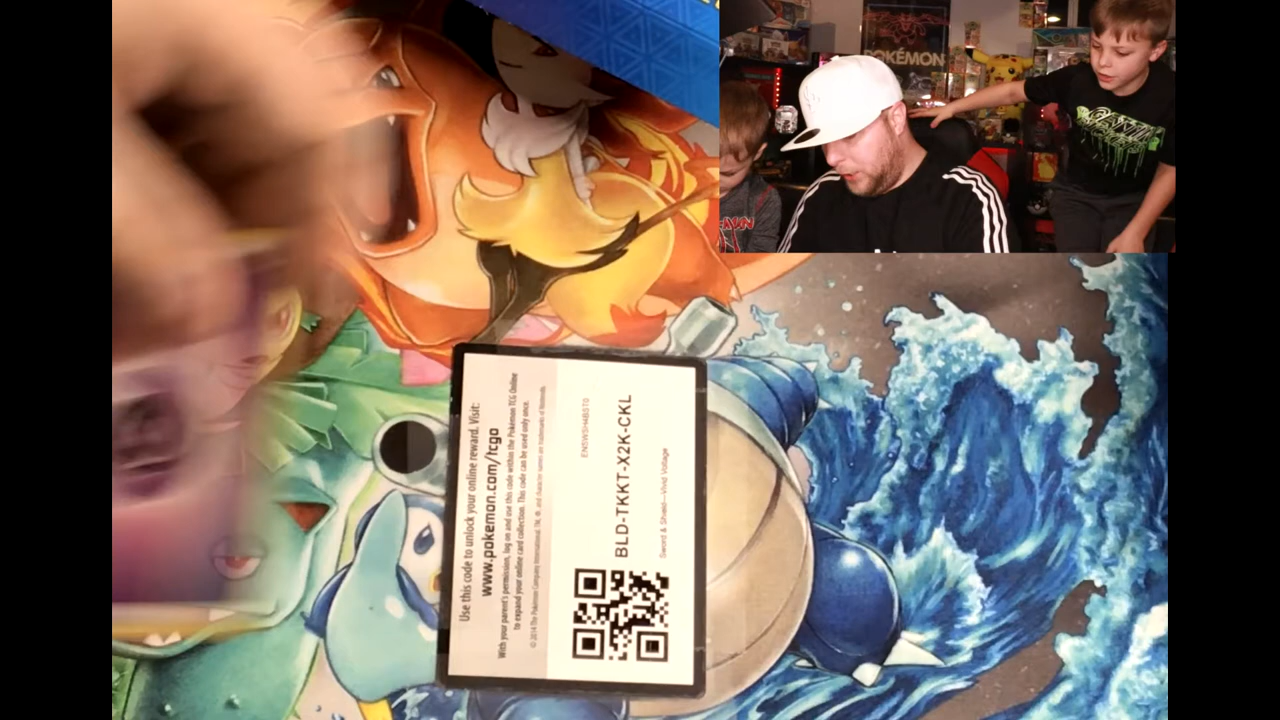 Use this code to unlock your online reward. Visit:
www.pokemon.com/tcgo
With your parent's permission, log on and use this code within the Pokémon TCG Online
to expand your online card collection. This code can be used only once.
BLD-TKKT-X2K-CKL
Sword & Shield—Vivid Voltage
POKÉMON